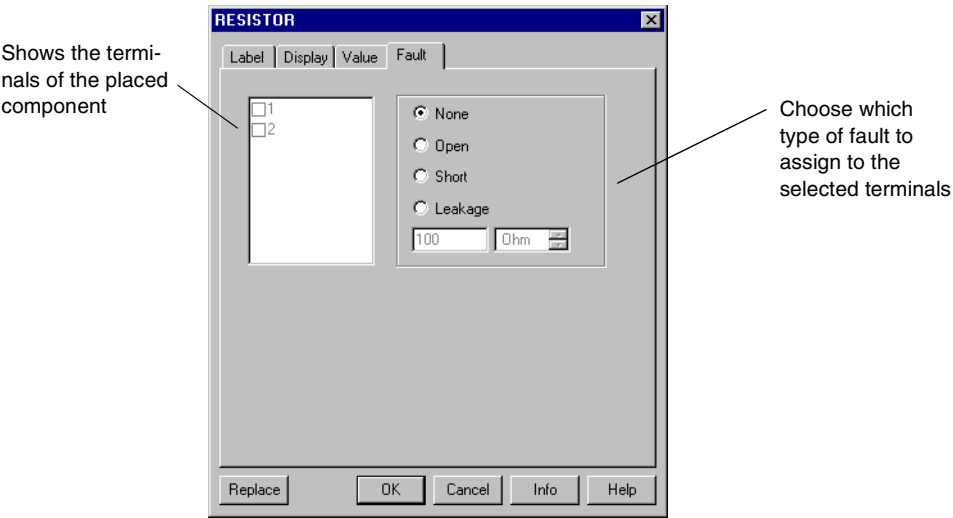 RESISTOR
Label Display Value Fault
Shows the termi-
nals of the placed
component
1
2
None
Open
Short
Leakage
100 Ohm
Choose which
type of fault to
assign to the
selected terminals
Replace OK Cancel Info Help